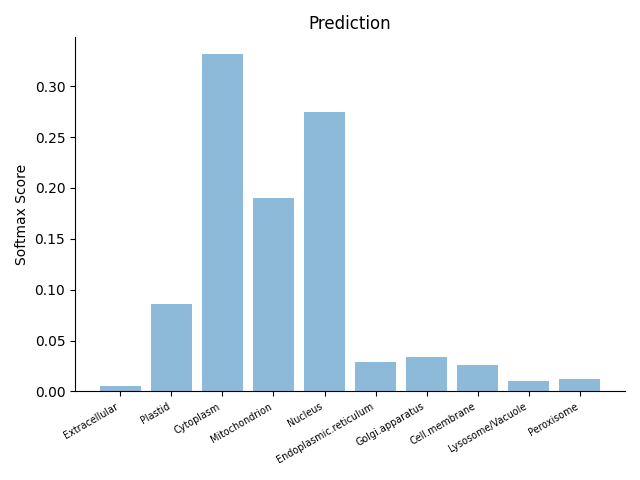 Prediction
Softmax Score
0.30
0.25
0.20
0.15
0.10
0.05
0.00
Extracellular
Plastid
Cytoplasm
Mitochondrion
Nucleus
Endoplasmic.reticulum
Golgi.apparatus
Cell.membrane
Lysosome/Vacuole
Peroxisome